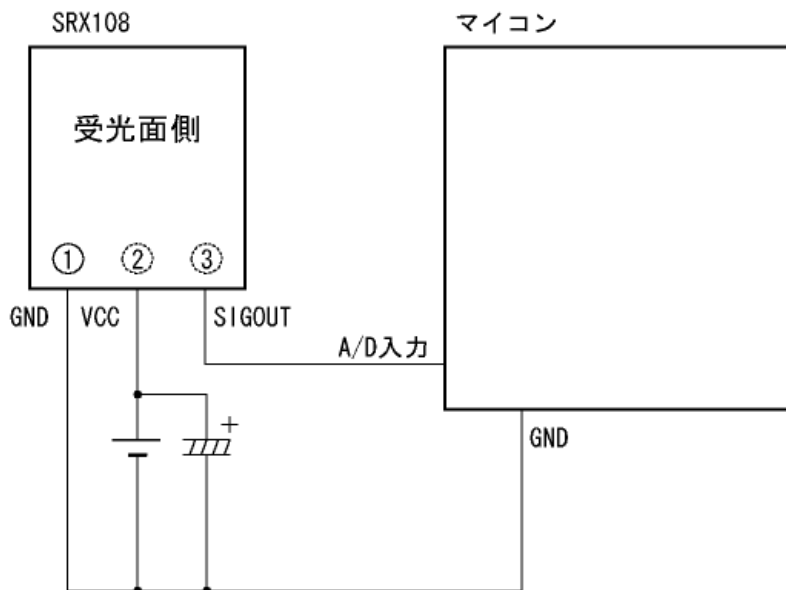 SRX108
マイコン
受光面側
① ② ③
GND VCC SIGOUT
A/D入力
+
GND